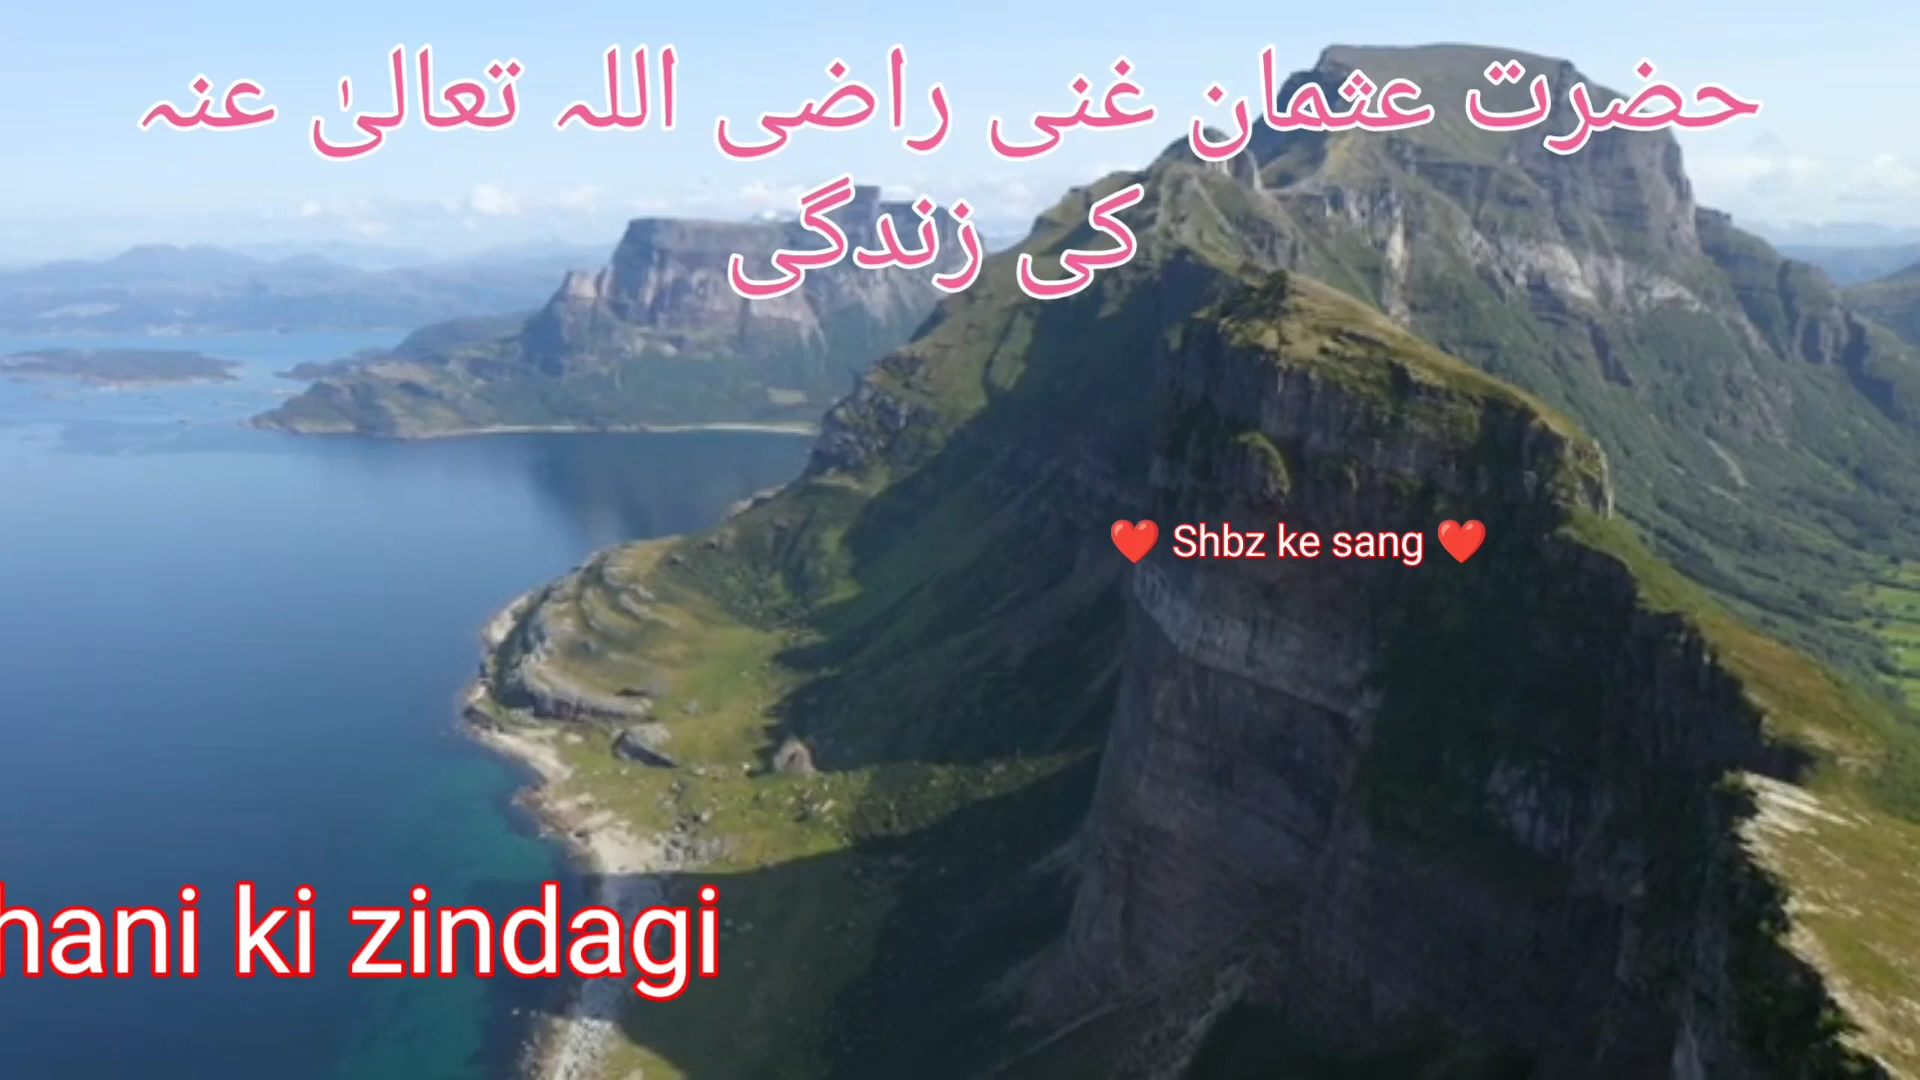 حضرت عثمان غنی راضی اللہ تعالیٰ عنہ
کی زندگی
❤️ Shbz ke sang ❤️
hani ki zindagi